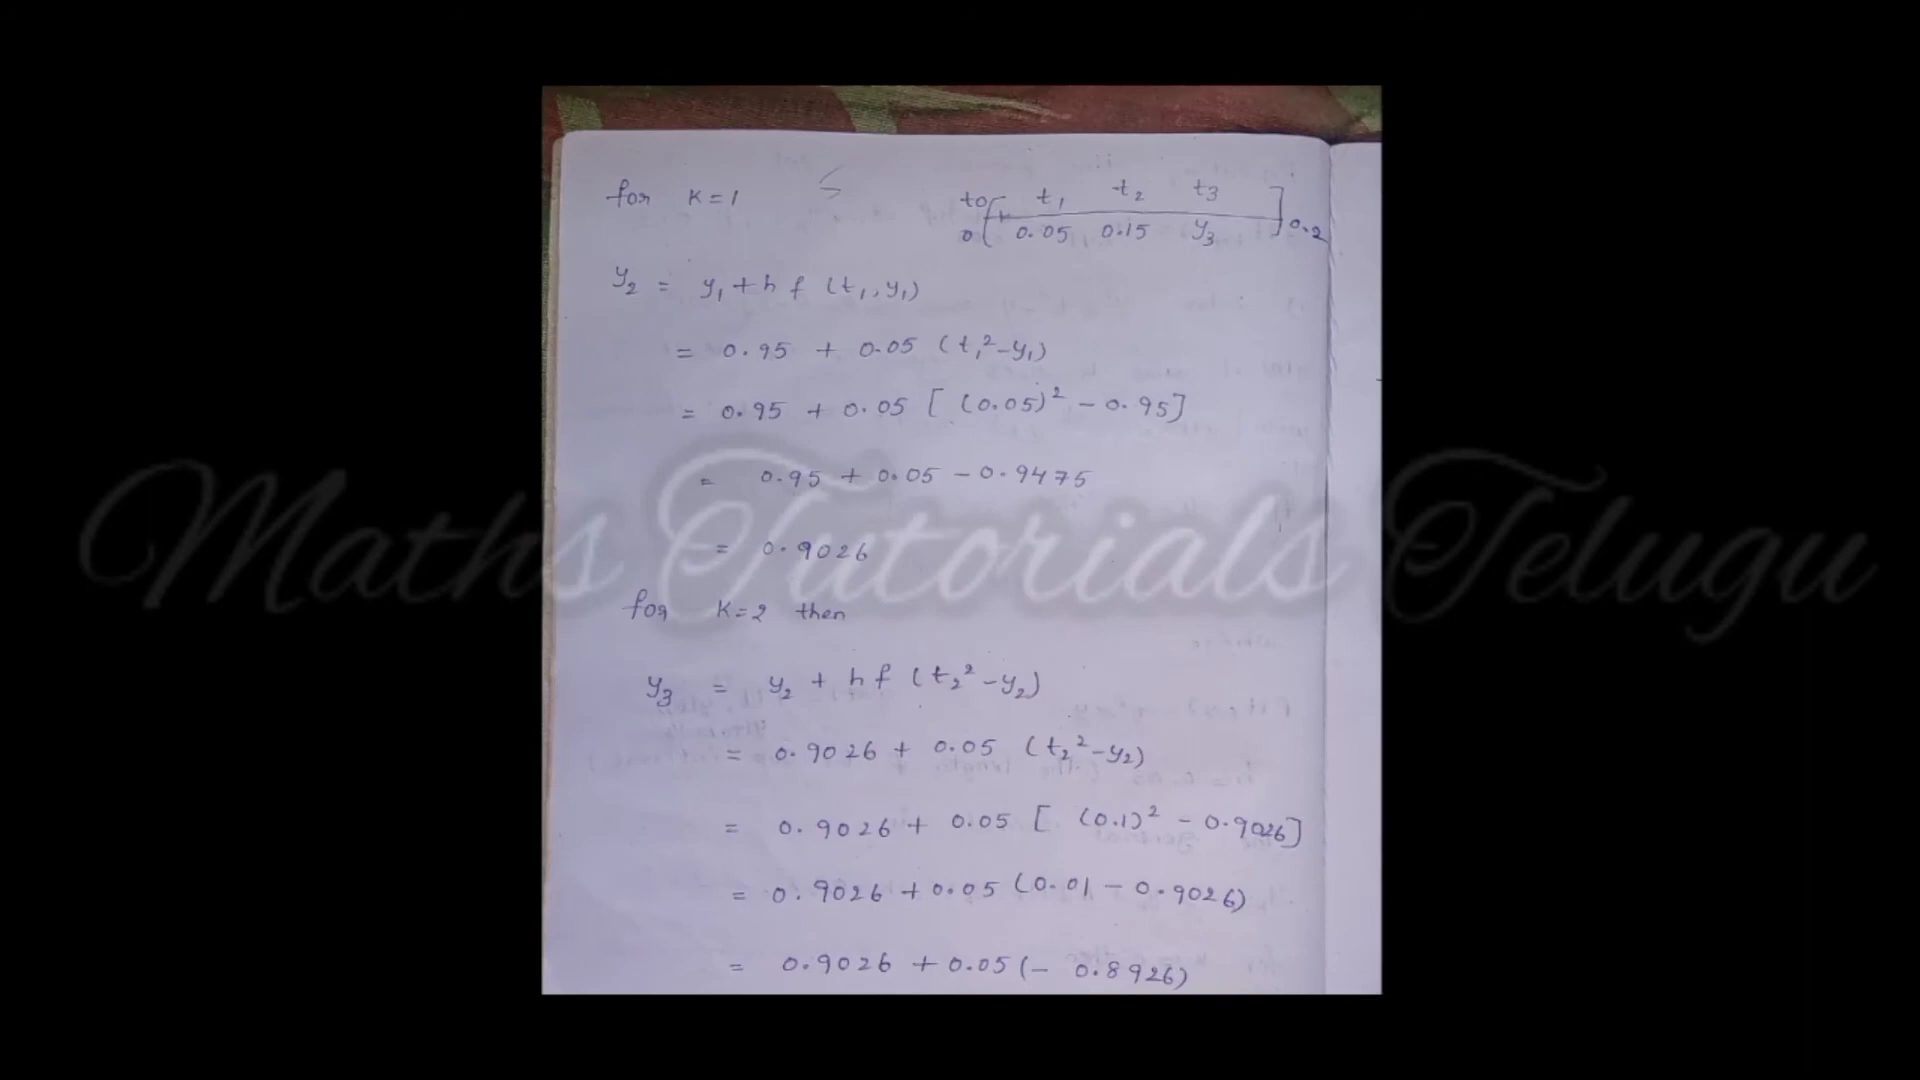 for K=1
t0 t₁ t₂ t₃
0 0.05 0.15 y₃ 0.2
y₂ = y₁ + h f (t₁, y₁)
= 0.95 + 0.05 (t₁² - y₁)
= 0.95 + 0.05 [ (0.05)² - 0.95]
= 0.95 + 0.05 - 0.9475
= 0.9026
Maths Tutorials Telugu
for K=2 then
y₃ = y₂ + h f (t₂² - y₂)
= 0.9026 + 0.05 (t₂² - y₂)
= 0.9026 + 0.05 [ (0.1)² - 0.9026]
= 0.9026 + 0.05 (0.01 - 0.9026)
= 0.9026 + 0.05 (- 0.8926)